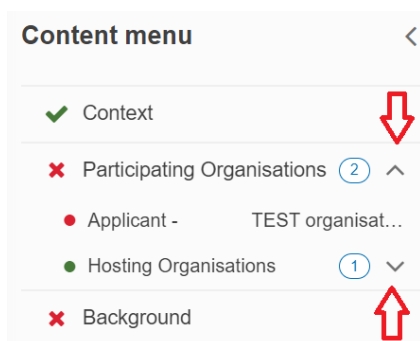 Content menu
Context
Participating Organisations 2
Applicant - TEST organisat...
Hosting Organisations 1
Background